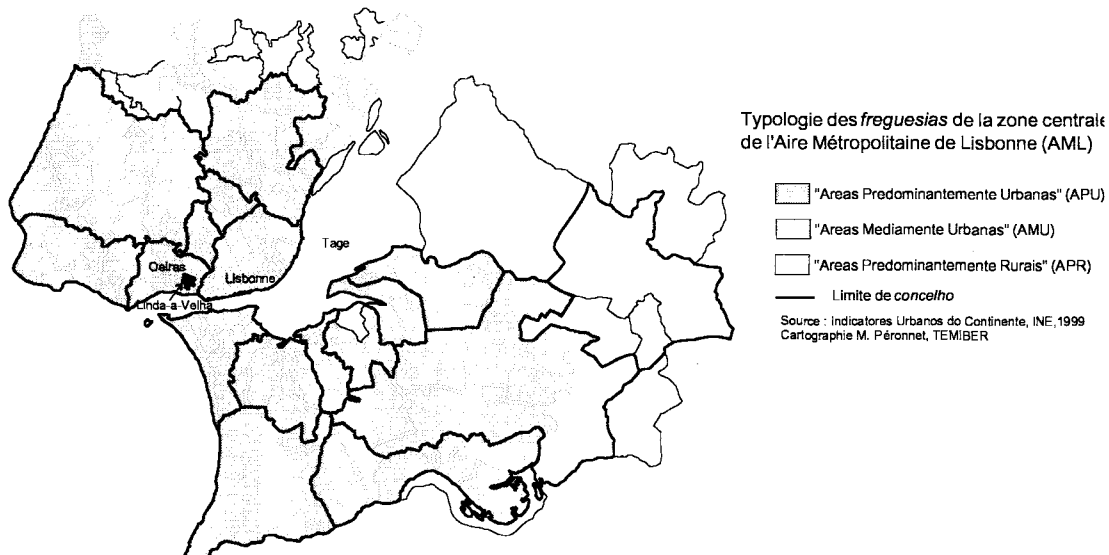 Typologie des freguesias de la zone centrale
de l'Aire Métropolitaine de Lisbonne (AML)
"Areas Predominantemente Urbanas" (APU)
"Areas Mediamente Urbanas" (AMU)
"Areas Predominantemente Rurais" (APR)
Limite de concelho
Source : Indicatores Urbanos do Continente, INE,1999
Cartographie M. Péronnet, TEMIBER
Tage
Oeiras
Lisbonne
Linda-a-Velha